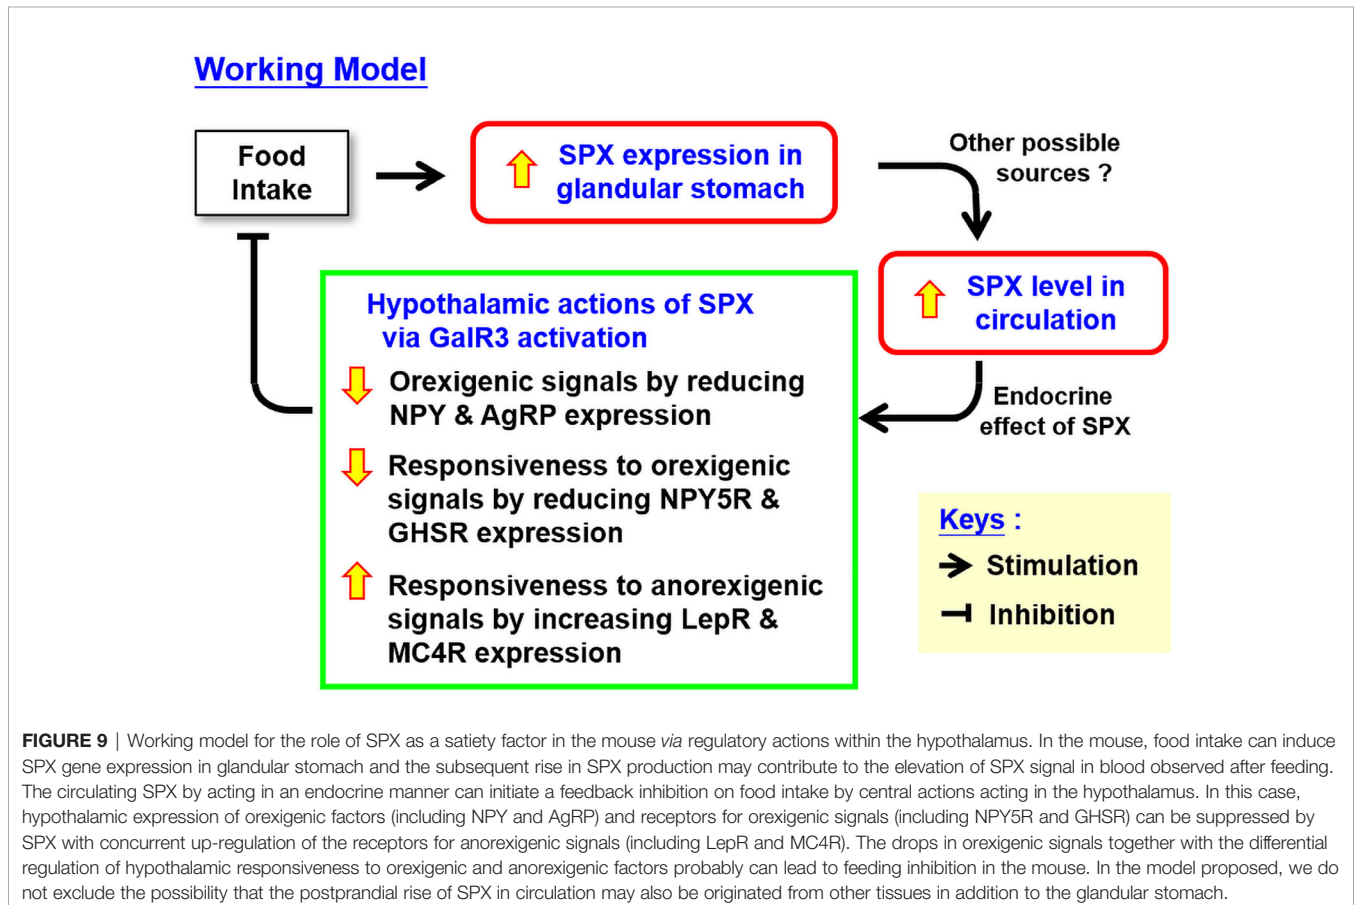 Working Model
Food
Intake
SPX expression in
glandular stomach
Other possible
sources ?
SPX level in
circulation
Endocrine
effect of SPX
Hypothalamic actions of SPX
via GalR3 activation
Orexigenic signals by reducing
NPY & AgRP expression
Responsiveness to orexigenic
signals by reducing NPY5R &
GHSR expression
Responsiveness to anorexigenic
signals by increasing LepR &
MC4R expression
Keys :
Stimulation
Inhibition
FIGURE 9 | Working model for the role of SPX as a satiety factor in the mouse via regulatory actions within the hypothalamus. In the mouse, food intake can induce
SPX gene expression in glandular stomach and the subsequent rise in SPX production may contribute to the elevation of SPX signal in blood observed after feeding.
The circulating SPX by acting in an endocrine manner can initiate a feedback inhibition on food intake by central actions acting in the hypothalamus. In this case,
hypothalamic expression of orexigenic factors (including NPY and AgRP) and receptors for orexigenic signals (including NPY5R and GHSR) can be suppressed by
SPX with concurrent up-regulation of the receptors for anorexigenic signals (including LepR and MC4R). The drops in orexigenic signals together with the differential
regulation of hypothalamic responsiveness to orexigenic and anorexigenic factors probably can lead to feeding inhibition in the mouse. In the model proposed, we do
not exclude the possibility that the postprandial rise of SPX in circulation may also be originated from other tissues in addition to the glandular stomach.